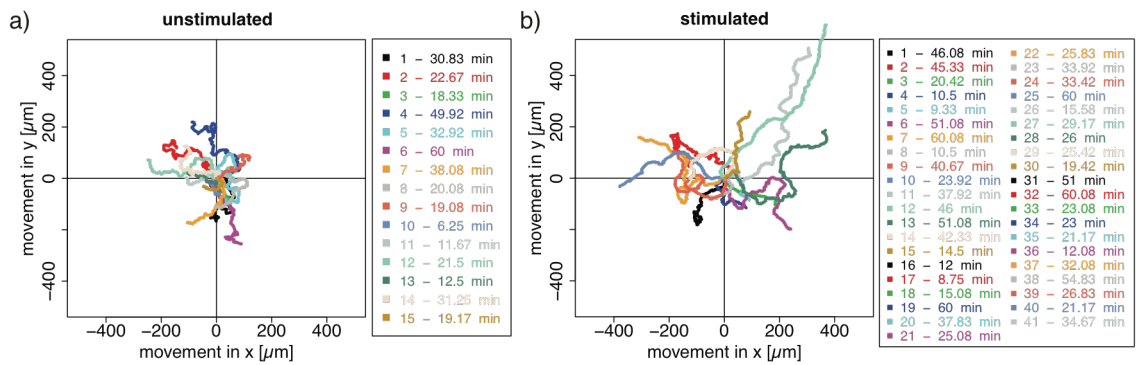 a)
unstimulated
movement in y [µm]
400
200
0
−400
−400
−200
0
200
400
movement in x [µm]
1 − 30.83 min
2 − 22.67 min
3 − 18.33 min
4 − 49.92 min
5 − 32.92 min
6 − 60 min
7 − 38.08 min
8 − 20.08 min
9 − 19.08 min
10 − 6.25 min
11 − 11.67 min
12 − 21.5 min
13 − 12.5 min
14 − 31.25 min
15 − 19.17 min
b)
stimulated
movement in y [µm]
400
200
0
−400
−400
−200
0
200
400
movement in x [µm]
1 − 46.08 min
2 − 45.33 min
3 − 20.42 min
4 − 10.5 min
5 − 9.33 min
6 − 51.08 min
7 − 60.08 min
8 − 10.5 min
9 − 40.67 min
10 − 23.92 min
11 − 37.92 min
12 − 46 min
13 − 51.08 min
14 − 42.33 min
15 − 14.5 min
16 − 12 min
17 − 8.75 min
18 − 15.08 min
19 − 60 min
20 − 37.83 min
21 − 25.08 min
22 − 25.83 min
23 − 33.92 min
24 − 33.42 min
25 − 60 min
26 − 15.58 min
27 − 29.17 min
28 − 26 min
29 − 25.42 min
30 − 19.42 min
31 − 51 min
32 − 60.08 min
33 − 23.08 min
34 − 23 min
35 − 21.17 min
36 − 12.08 min
37 − 32.08 min
38 − 54.83 min
39 − 26.83 min
40 − 21.17 min
41 − 34.67 min